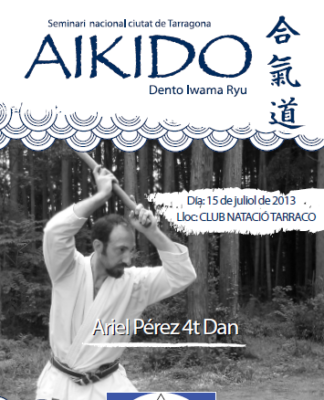 Seminari nacional ciutat de Tarragona
AIKIDO
Dento Iwama Ryu
合氣道
Día: 15 de juliol de 2013
Lloc: CLUB NATACIÓ TARRACO
Ariel Pérez 4t Dan